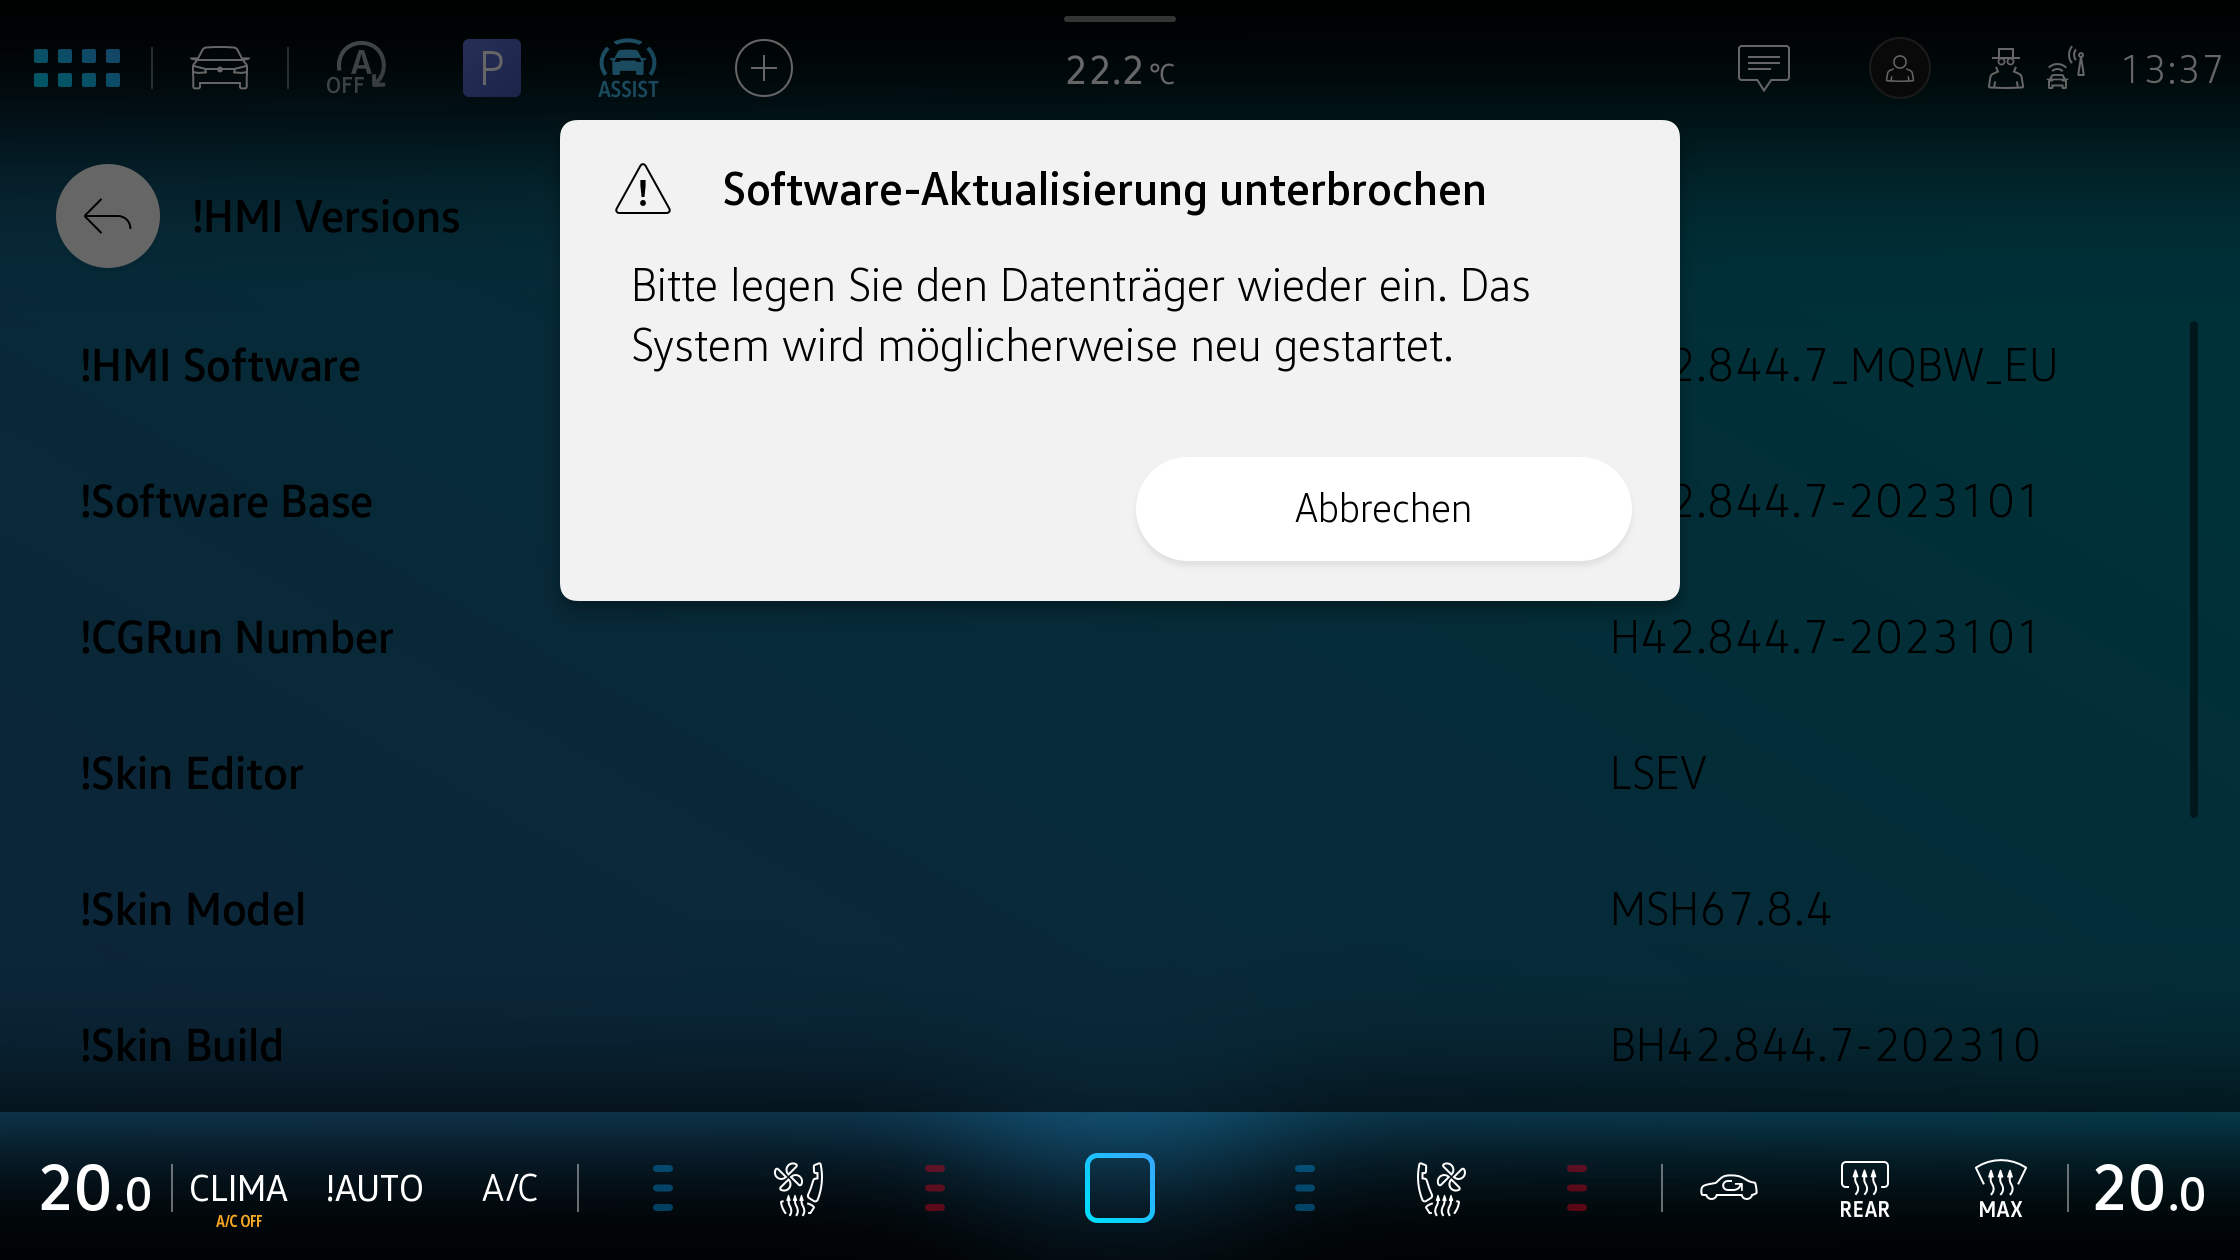 A
OFF
P
ASSIST
22.2 °C
13:37
!HMI Versions
Software-Aktualisierung unterbrochen
Bitte legen Sie den Datenträger wieder ein. Das
System wird möglicherweise neu gestartet.
Abbrechen
!HMI Software
2.844.7_MQBW_EU
!Software Base
2.844.7-2023101
!CGRun Number
H42.844.7-2023101
!Skin Editor
LSEV
!Skin Model
MSH67.8.4
!Skin Build
BH42.844.7-202310
20.0
CLIMA
A/C OFF
!AUTO
A/C
REAR
MAX
20.0